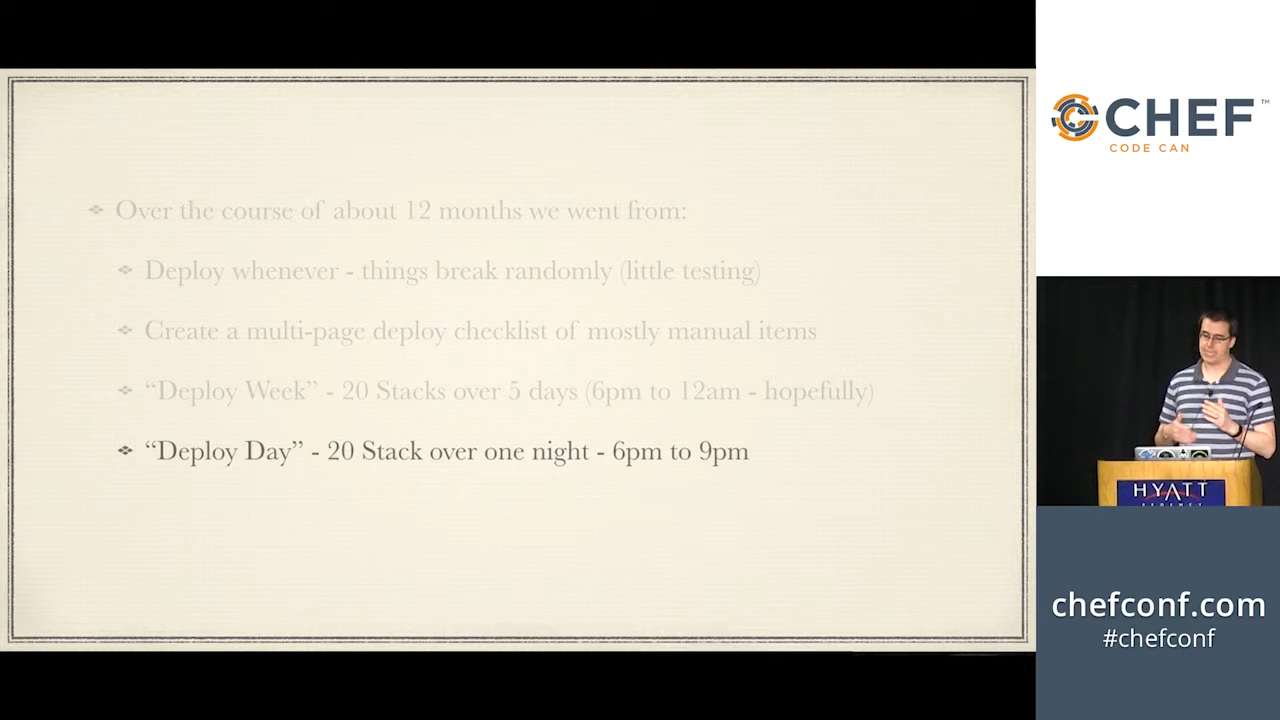 Over the course of about 12 months we went from:
Deploy whenever - things break randomly (little testing)
Create a multi-page deploy checklist of mostly manual items
“Deploy Week” - 20 Stacks over 5 days (6pm to 12am - hopefully)
“Deploy Day” - 20 Stack over one night - 6pm to 9pm
CHEF™
CODE CAN
HYATT
chefconf.com
#chefconf